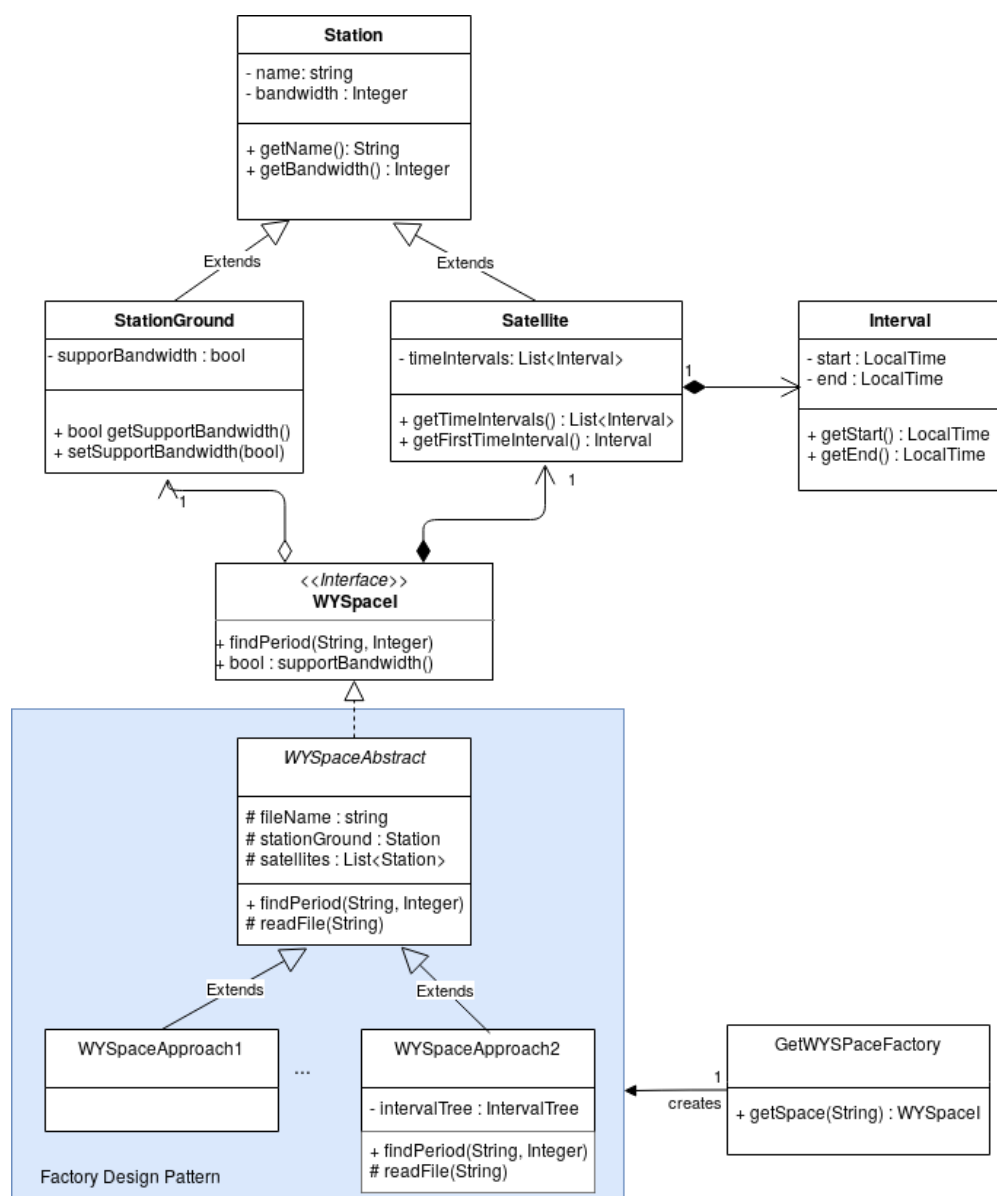 Station
- name: string
- bandwidth : Integer
+ getName(): String
+ getBandwidth() : Integer
Extends
Extends
StationGround
- supporBandwidth : bool
+ bool getSupportBandwidth()
+ setSupportBandwidth(bool)
Satellite
- timeIntervals: List<Interval>
+ getTimeIntervals() : List<Interval>
+ getFirstTimeInterval() : Interval
1
Interval
- start : LocalTime
- end : LocalTime
+ getStart() : LocalTime
+ getEnd() : LocalTime
1
1
<<Interface>>
WYSpaceI
+ findPeriod(String, Integer)
+ bool : supportBandwidth()
WYSpaceAbstract
# fileName : string
# stationGround : Station
# satellites : List<Station>
+ findPeriod(String, Integer)
# readFile(String)
Extends
Extends
WYSpaceApproach1
...
WYSpaceApproach2
- intervalTree : IntervalTree
+ findPeriod(String, Integer)
# readFile(String)
Factory Design Pattern
1
creates
GetWYSPaceFactory
+ getSpace(String) : WYSpaceI